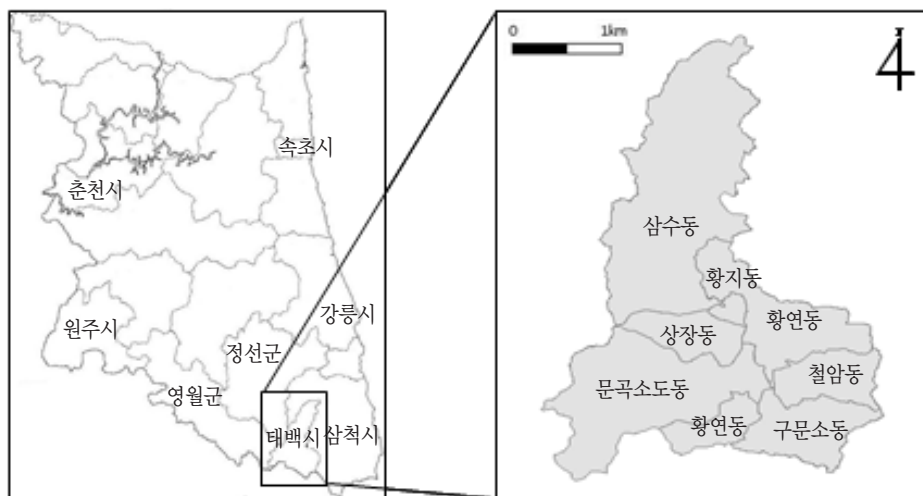 속초시
춘천시
강릉시
원주시
정선군
영월군
태백시
삼척시
0 1km
삼수동
황지동
황연동
상장동
철암동
문곡소도동
황연동
구문소동